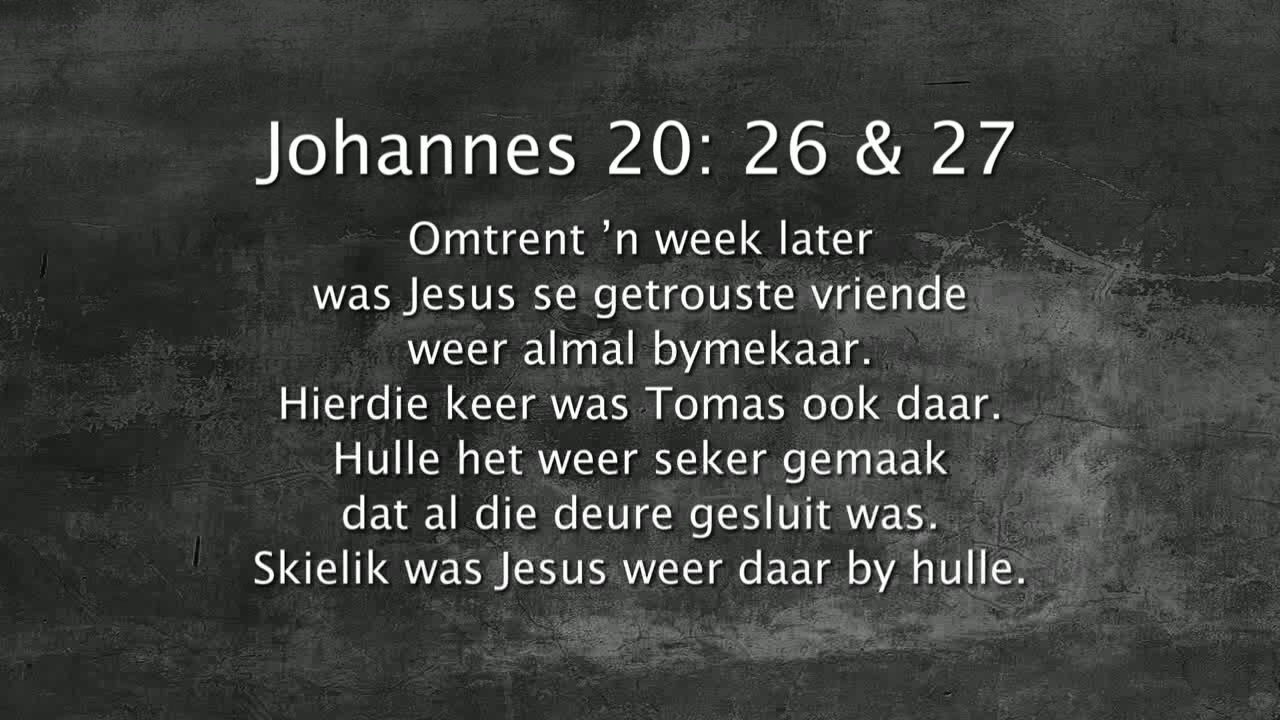 Johannes 20: 26 & 27
Omtrent ’n week later
was Jesus se getrouste vriende
weer almal bymekaar.
Hierdie keer was Tomas ook daar.
Hulle het weer seker gemaak
dat al die deure gesluit was.
Skielik was Jesus weer daar by hulle.